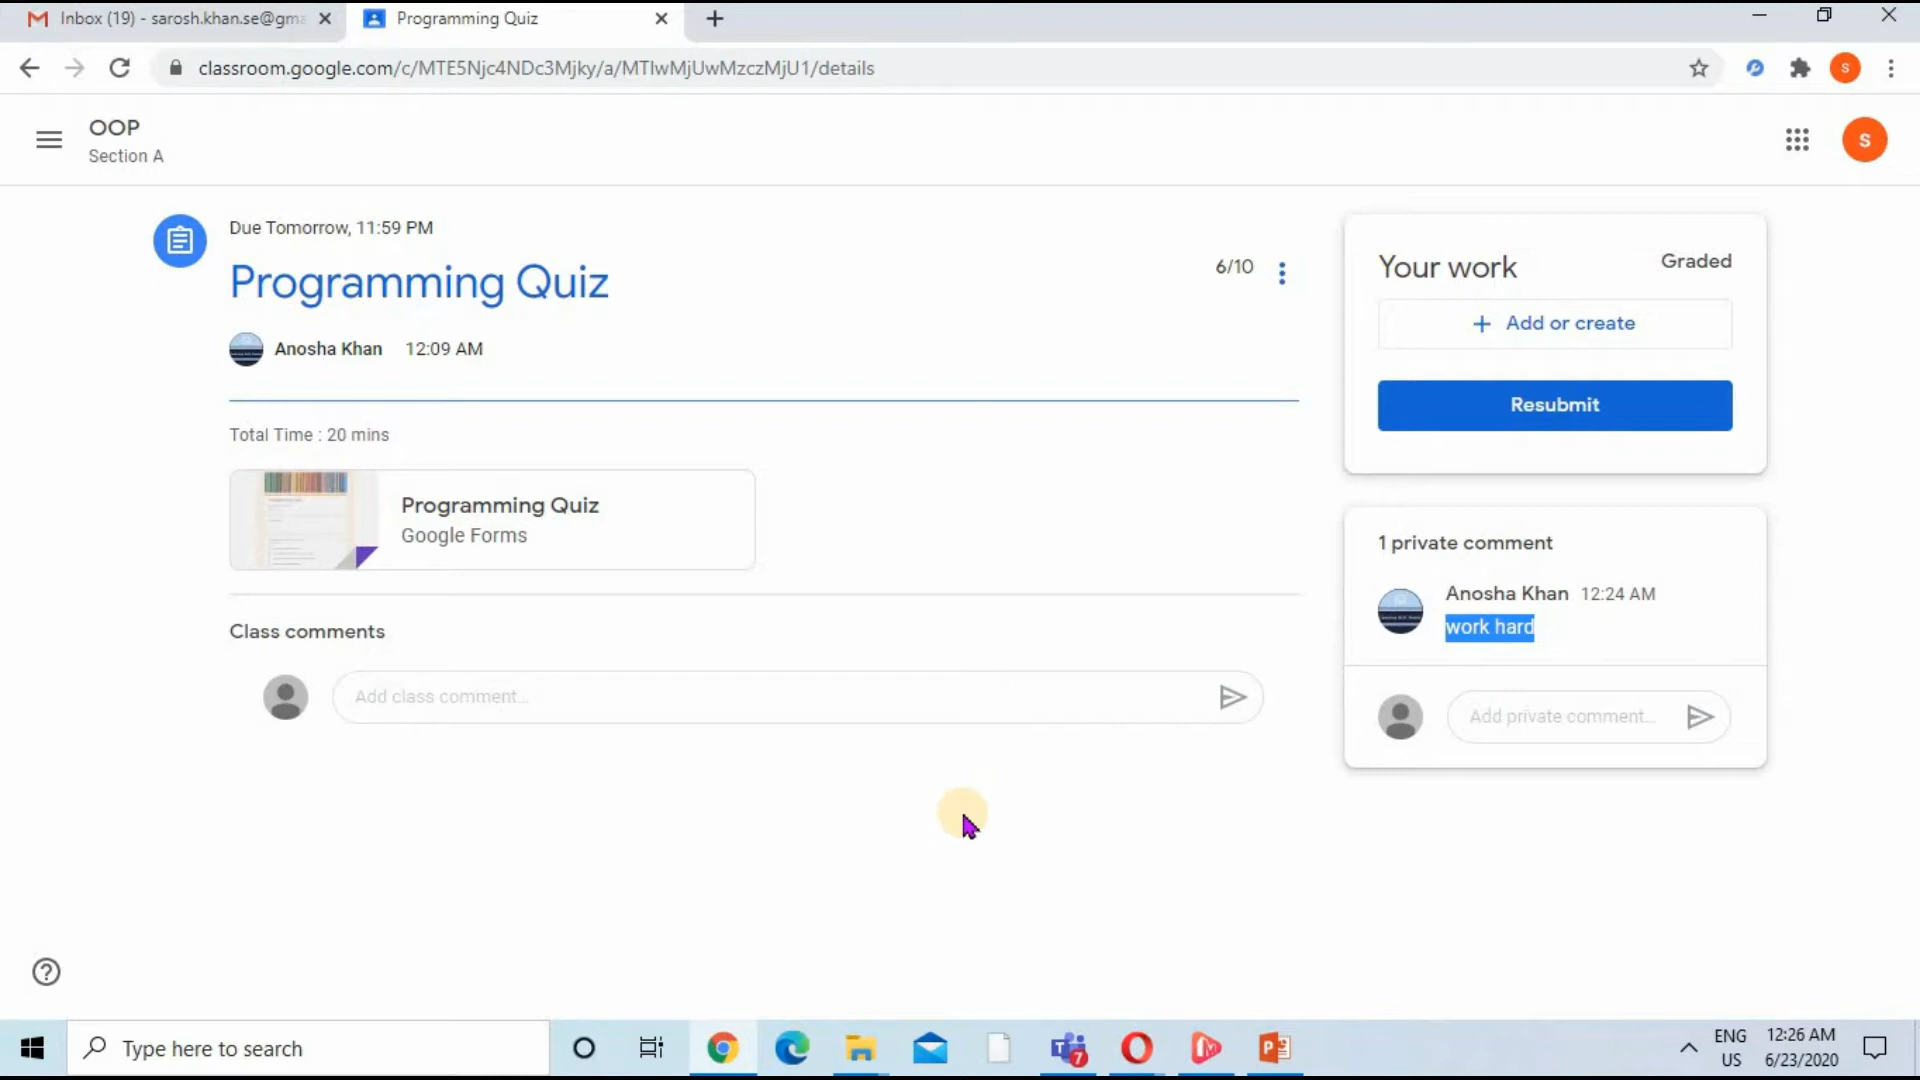 Inbox (19) - sarosh.khan.se@gma
Programming Quiz
classroom.google.com/c/MTE5Njc4NDc3Mjky/a/MTIwMjUwMzczMjU1/details
S
OOP
Section A
S
Due Tomorrow, 11:59 PM
Programming Quiz
6/10
Anosha Khan 12:09 AM
Total Time : 20 mins
Programming Quiz
Google Forms
Class comments
Add class comment...
Your work
Graded
+ Add or create
Resubmit
1 private comment
Anosha Khan 12:24 AM
work hard
Add private comment...
Type here to search
7
ENG
US
12:26 AM
6/23/2020